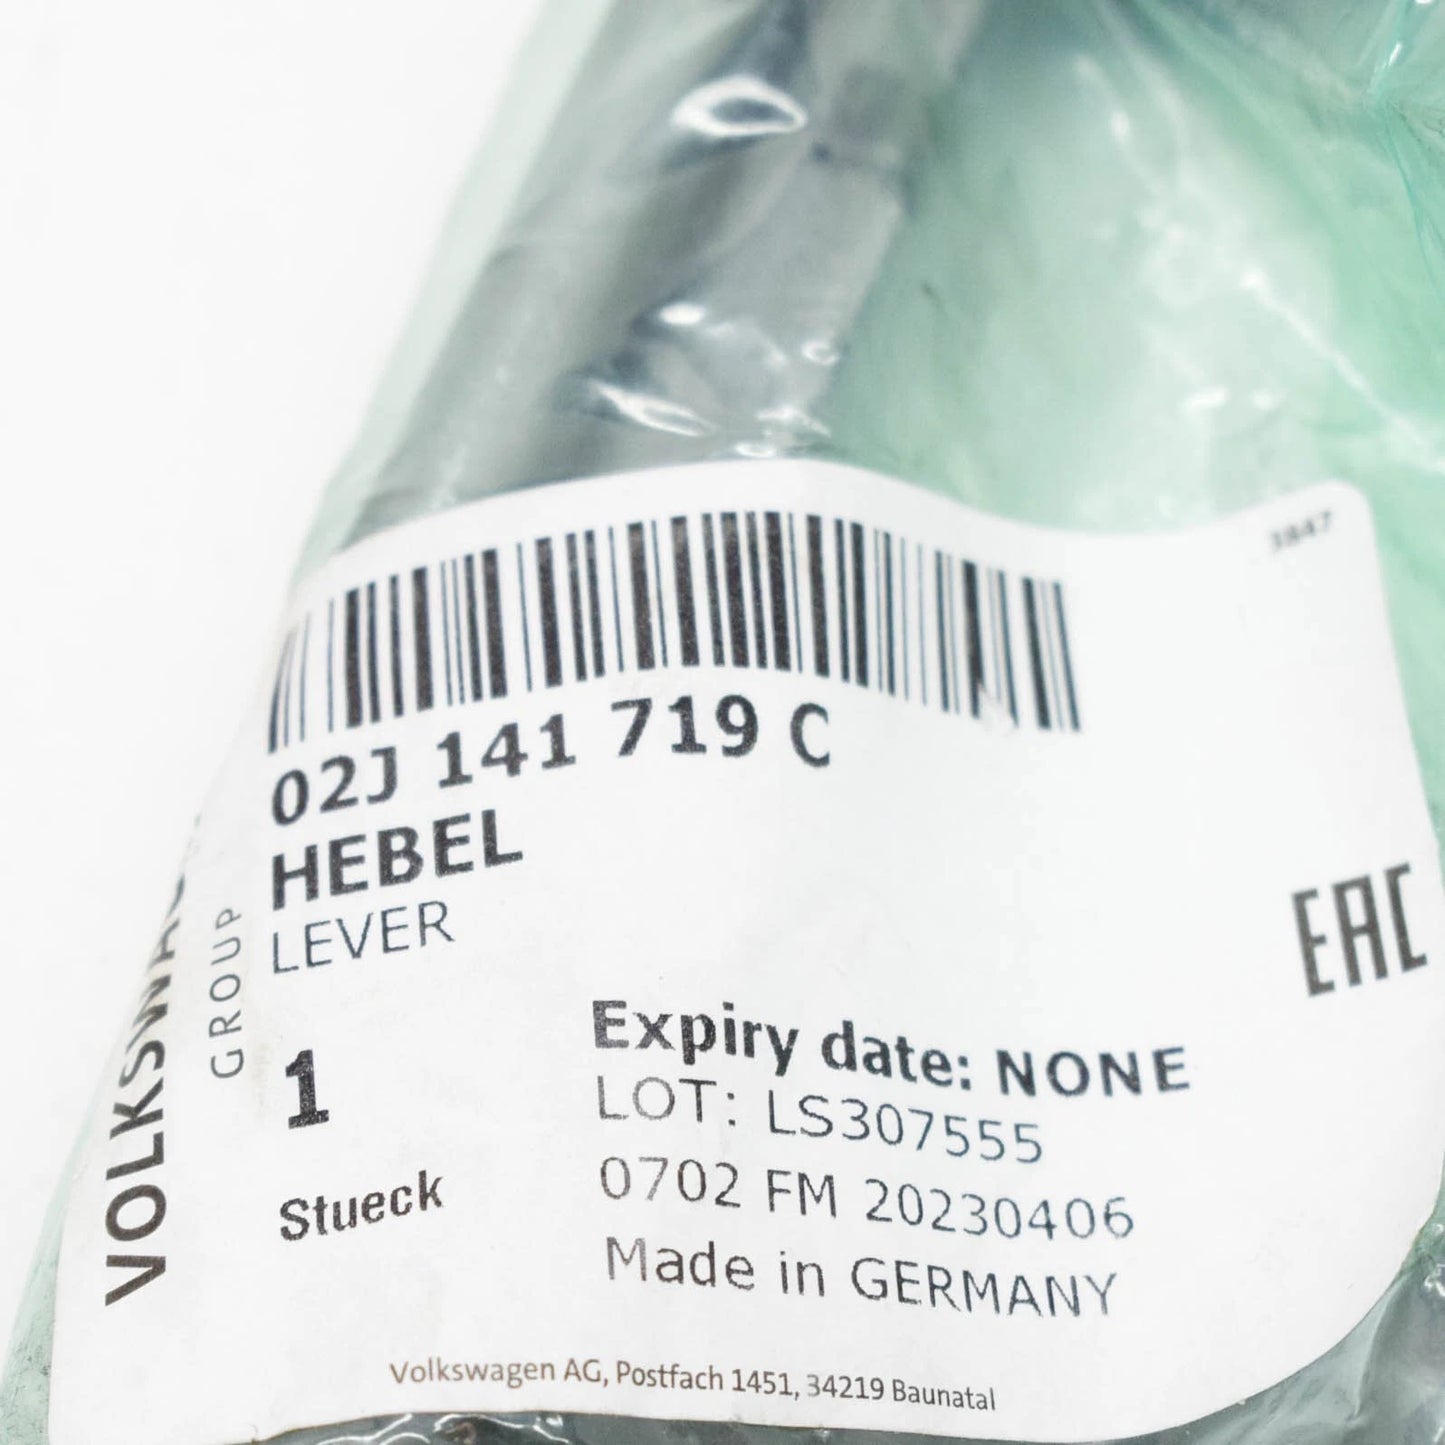 3847
02J 141 719 C
HEBEL
LEVER
EAC
1
Stueck
Expiry date: NONE
LOT: LS307555
0702 FM 20230406
Made in GERMANY
Volkswagen AG, Postfach 1451, 34219 Baunatal
VOLKSWAGEN
GROUP